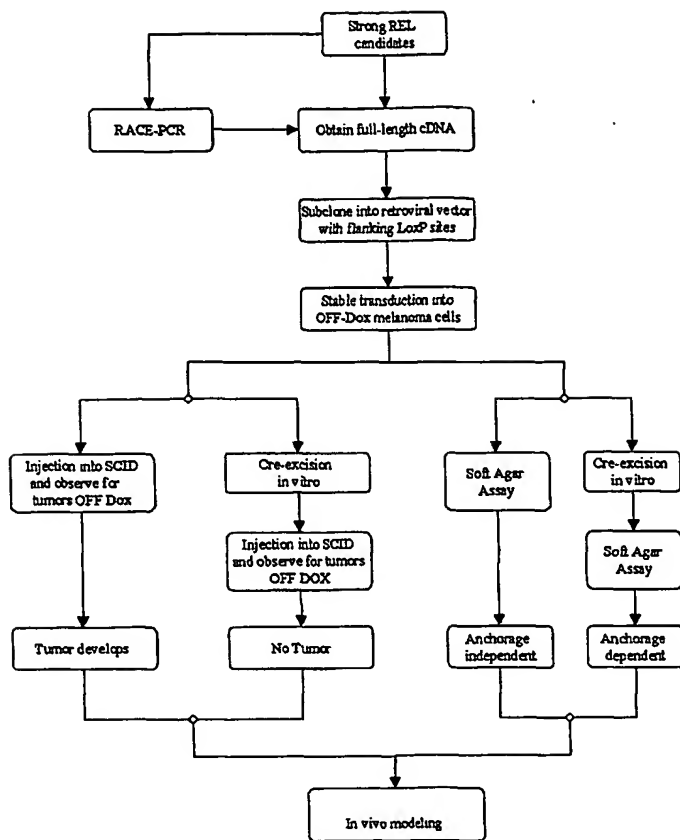 Strong REL
candidates
RACE-PCR
Obtain full-length cDNA
Subclone into retroviral vector
with flanking LoxP sites
Stable transduction into
OFF-Dox melanoma cells
Injection into SCID
and observe for
tumors OFF Dox
Cre-excision
in vitro
Soft Agar
Assay
Cre-excision
in vitro
Injection into SCID
and observe for tumors
OFF DOX
Soft Agar
Assay
Tumor develops
No Tumor
Anchorage
independent
Anchorage
dependent
In vivo modeling